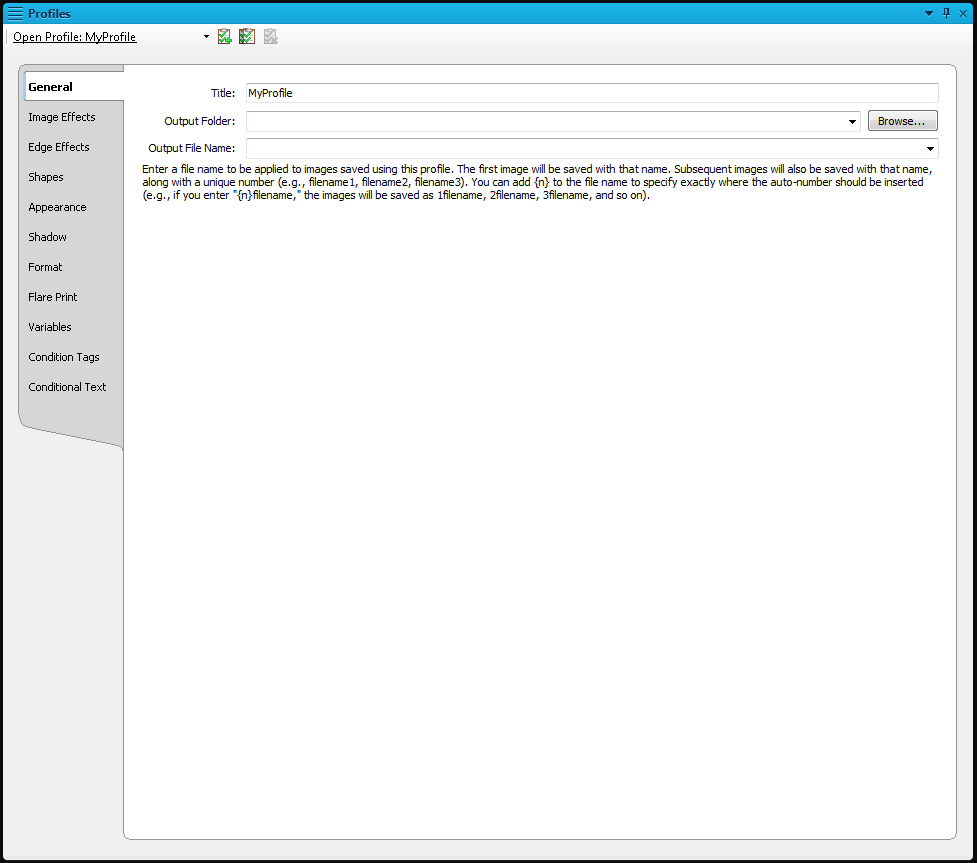 Profiles
Open Profile: MyProfile
General
Image Effects
Edge Effects
Shapes
Appearance
Shadow
Format
Flare Print
Variables
Condition Tags
Conditional Text
Title: MyProfile
Output Folder: Browse...
Output File Name:
Enter a file name to be applied to images saved using this profile. The first image will be saved with that name. Subsequent images will also be saved with that name,
along with a unique number (e.g., filename1, filename2, filename3). You can add {n} to the file name to specify exactly where the auto-number should be inserted
(e.g., if you enter "{n}filename," the images will be saved as 1filename, 2filename, 3filename, and so on).